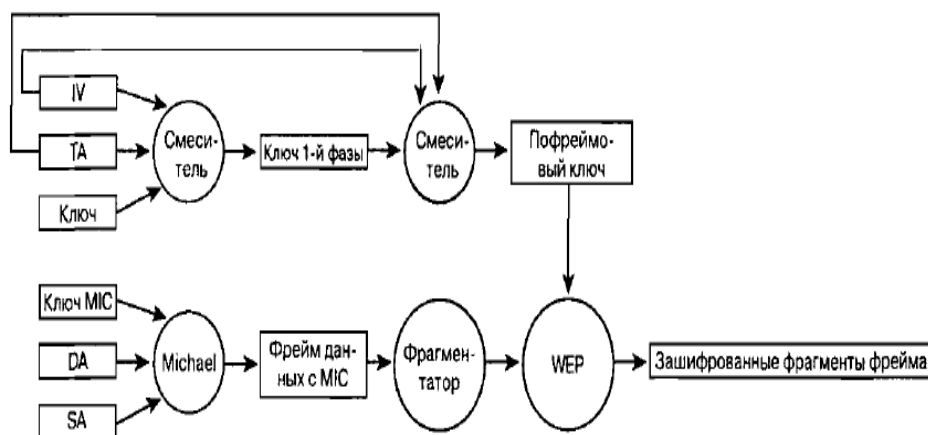 IV
TA
Ключ
Смеси-
тель
Ключ 1-й фазы
Смеси-
тель
Пофреймо-
вый ключ
Ключ MIC
DA
SA
Michael
Фрейм дан-
ных с MIC
Фрагмен-
татор
WEP
Зашифрованные фрагменты фрейма